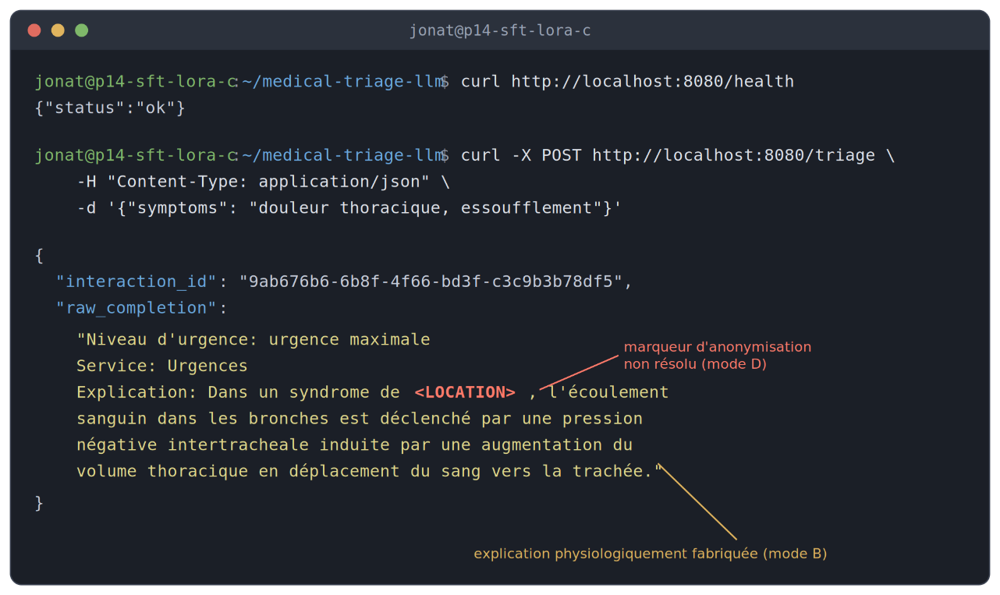 jonat@p14-sft-lora-c
jonat@p14-sft-lora-c:~/medical-triage-llm$ curl http://localhost:8080/health
{"status":"ok"}
jonat@p14-sft-lora-c:~/medical-triage-llm$ curl -X POST http://localhost:8080/triage \
-H "Content-Type: application/json" \
-d '{"symptoms": "douleur thoracique, essoufflement"}'
{
"interaction_id": "9ab676b6-6b8f-4f66-bd3f-c3c9b3b78df5",
"raw_completion":
"Niveau d'urgence: urgence maximale
marqueur d'anonymisation
non résolu (mode D)
Service: Urgences
Explication: Dans un syndrome de <LOCATION> , l'écoulement
sanguin dans les bronches est déclenché par une pression
négative intertracheale induite par une augmentation du
volume thoracique en déplacement du sang vers la trachée."
}
explication physiologiquement fabriquée (mode B)